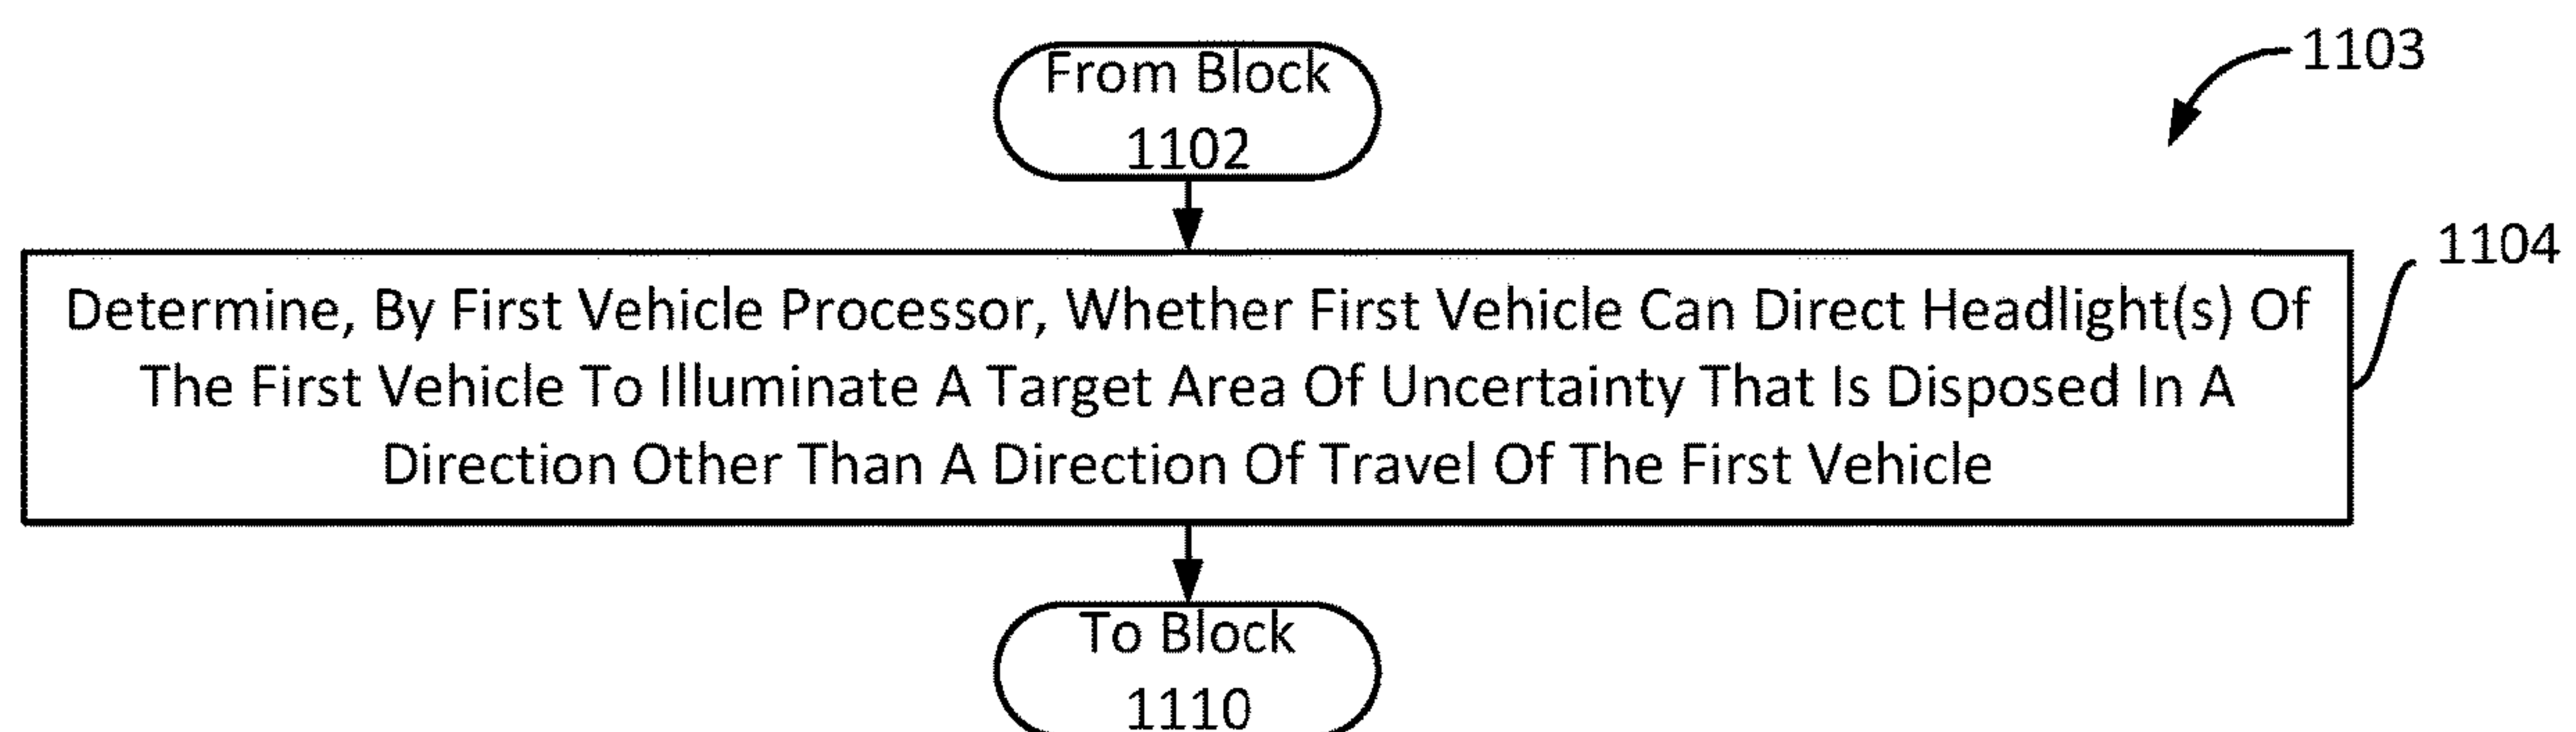 From Block
1102
1103
1104
Determine, By First Vehicle Processor, Whether First Vehicle Can Direct Headlight(s) Of
The First Vehicle To Illuminate A Target Area Of Uncertainty That Is Disposed In A
Direction Other Than A Direction Of Travel Of The First Vehicle
To Block
1110